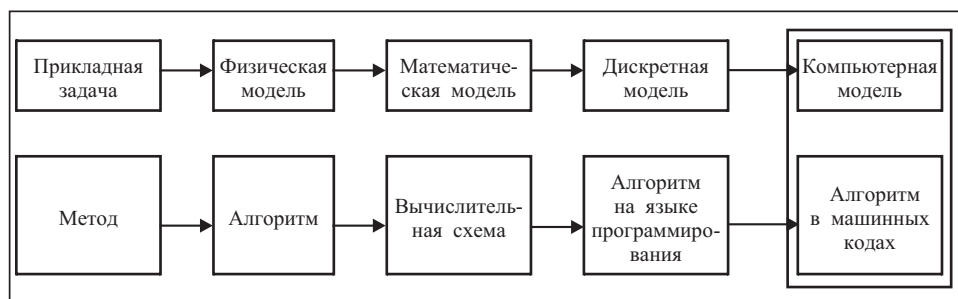 Прикладная
задача
Физическая
модель
Математиче-
ская модель
Дискретная
модель
Компьютерная
модель
Метод
Алгоритм
Вычислитель-
ная схема
Алгоритм
на языке
программиро-
вания
Алгоритм
в машинных
кодах